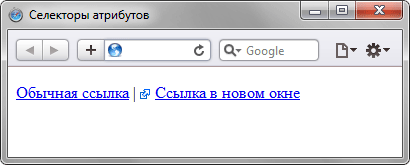 Селекторы атрибутов
Google
Обычная ссылка | Ссылка в новом окне